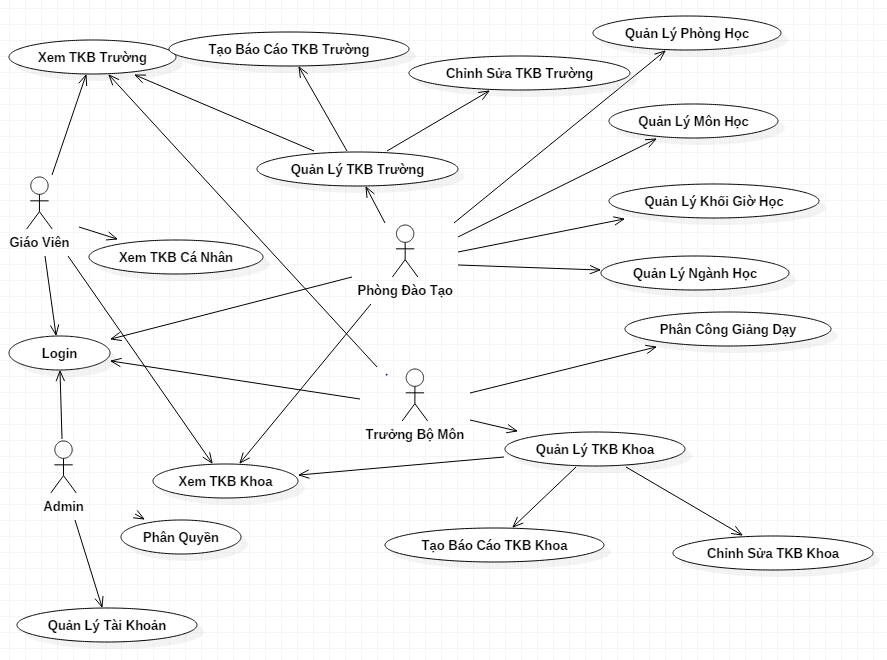 Quản Lý Phòng Học
Tạo Báo Cáo TKB Trường
Xem TKB Trường
Chỉnh Sửa TKB Trường
Quản Lý Môn Học
Quản Lý TKB Trường
Quản Lý Khối Giờ Học
Giáo Viên
Xem TKB Cá Nhân
Quản Lý Ngành Học
Phòng Đào Tạo
Phân Công Giảng Dạy
Login
Trưởng Bộ Môn
Quản Lý TKB Khoa
Xem TKB Khoa
Admin
Phân Quyền
Tạo Báo Cáo TKB Khoa
Chỉnh Sửa TKB Khoa
Quản Lý Tài Khoản